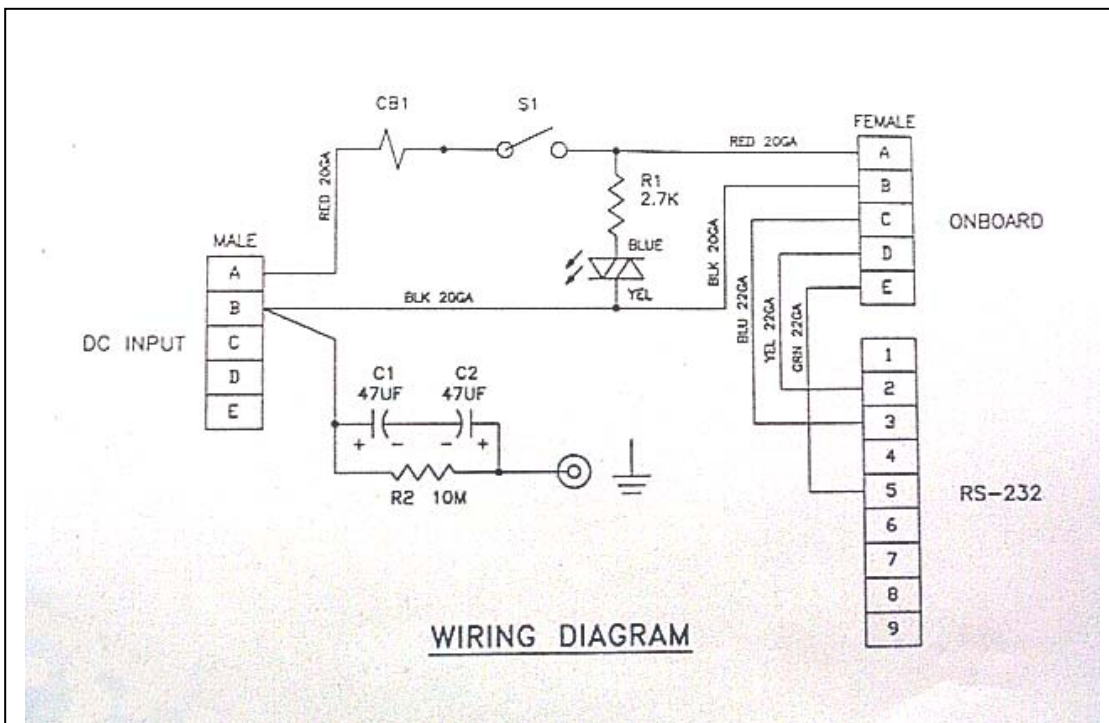 CB1
S1
FEMALE
RED 20GA
A
B
C
D
E
ONBOARD
R1
2.7K
BLUE
YEL
RED 20GA
BLK 20GA
BLU 22GA
YEL 22GA
GRN 22GA
MALE
A
B
C
D
E
DC INPUT
BLK 20GA
C1
47UF
C2
47UF
+ - - +
R2 10M
1
2
3
4
5
6
7
8
9
RS-232
WIRING DIAGRAM